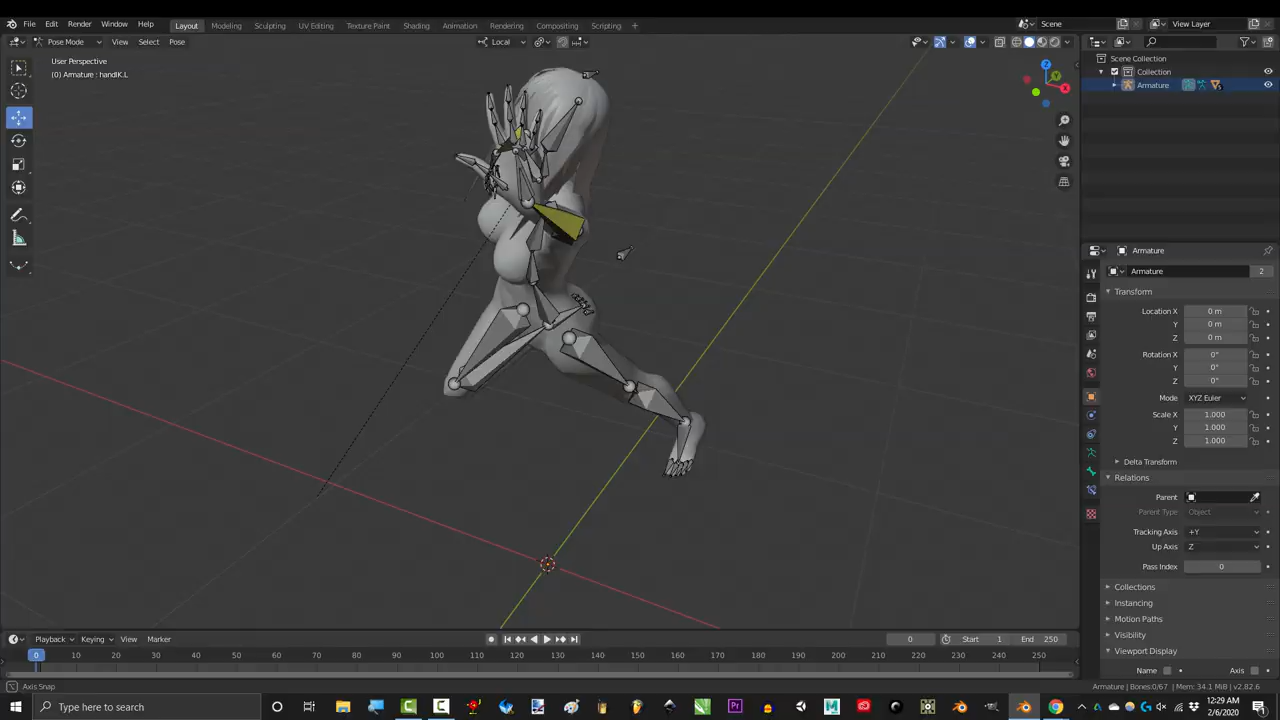 File Edit Render Window Help Layout Modeling Sculpting UV Editing Texture Paint Shading Animation Rendering Compositing Scripting + Scene View Layer
Pose Mode View Select Pose Local
User Perspective
(0) Armature : handIK.L
Scene Collection
Collection
Armature
Armature
Armature 2
Transform
Location X 0 m
Y 0 m
Z 0 m
Rotation X 0°
Y 0°
Z 0°
Mode XYZ Euler
Scale X 1.000
Y 1.000
Z 1.000
Delta Transform
Relations
Parent
Parent Type Object
Tracking Axis +Y
Up Axis Z
Pass Index 0
Collections
Instancing
Motion Paths
Visibility
Viewport Display
Name Axis
Z
Y
X
Playback Keying View Marker 0 Start 1 End 250
0 10 20 30 40 50 60 70 80 90 100 110 120 130 140 150 160 170 180 190 200 210 220 230 240 250
Axis Snap Armature | Bones:0/67 | Mem: 34.1 MiB | v2.82.6
Type here to search
12:29 AM
2/6/2020